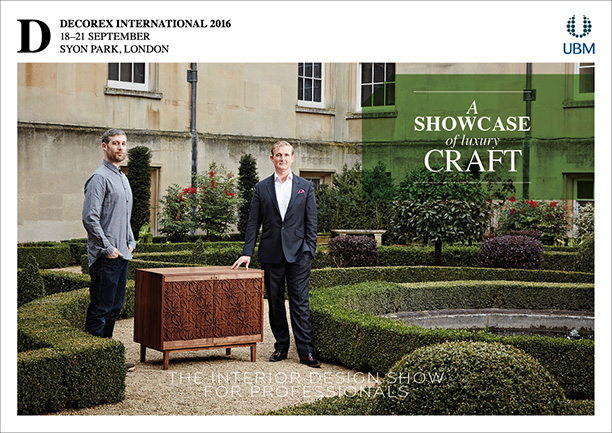 D
DECOREX INTERNATIONAL 2016
18–21 SEPTEMBER
SYON PARK, LONDON
UBM
A
SHOWCASE
of luxury
CRAFT
THE INTERIOR DESIGN SHOW
FOR PROFESSIONALS